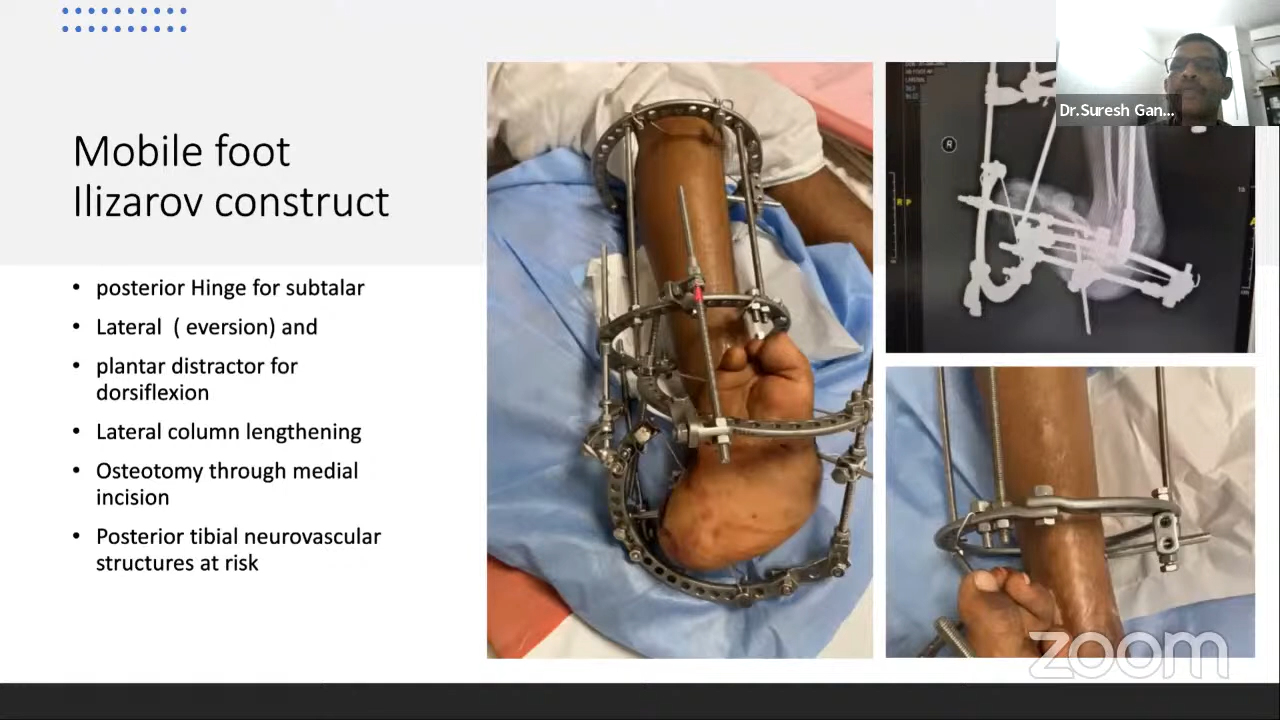 Mobile foot
Ilizarov construct
• posterior Hinge for subtalar
• Lateral  ( eversion) and
• plantar distractor for
dorsiflexion
• Lateral column lengthening
• Osteotomy through medial
incision
• Posterior tibial neurovascular
structures at risk
R
R P
Dr.Suresh Gan...
zoom